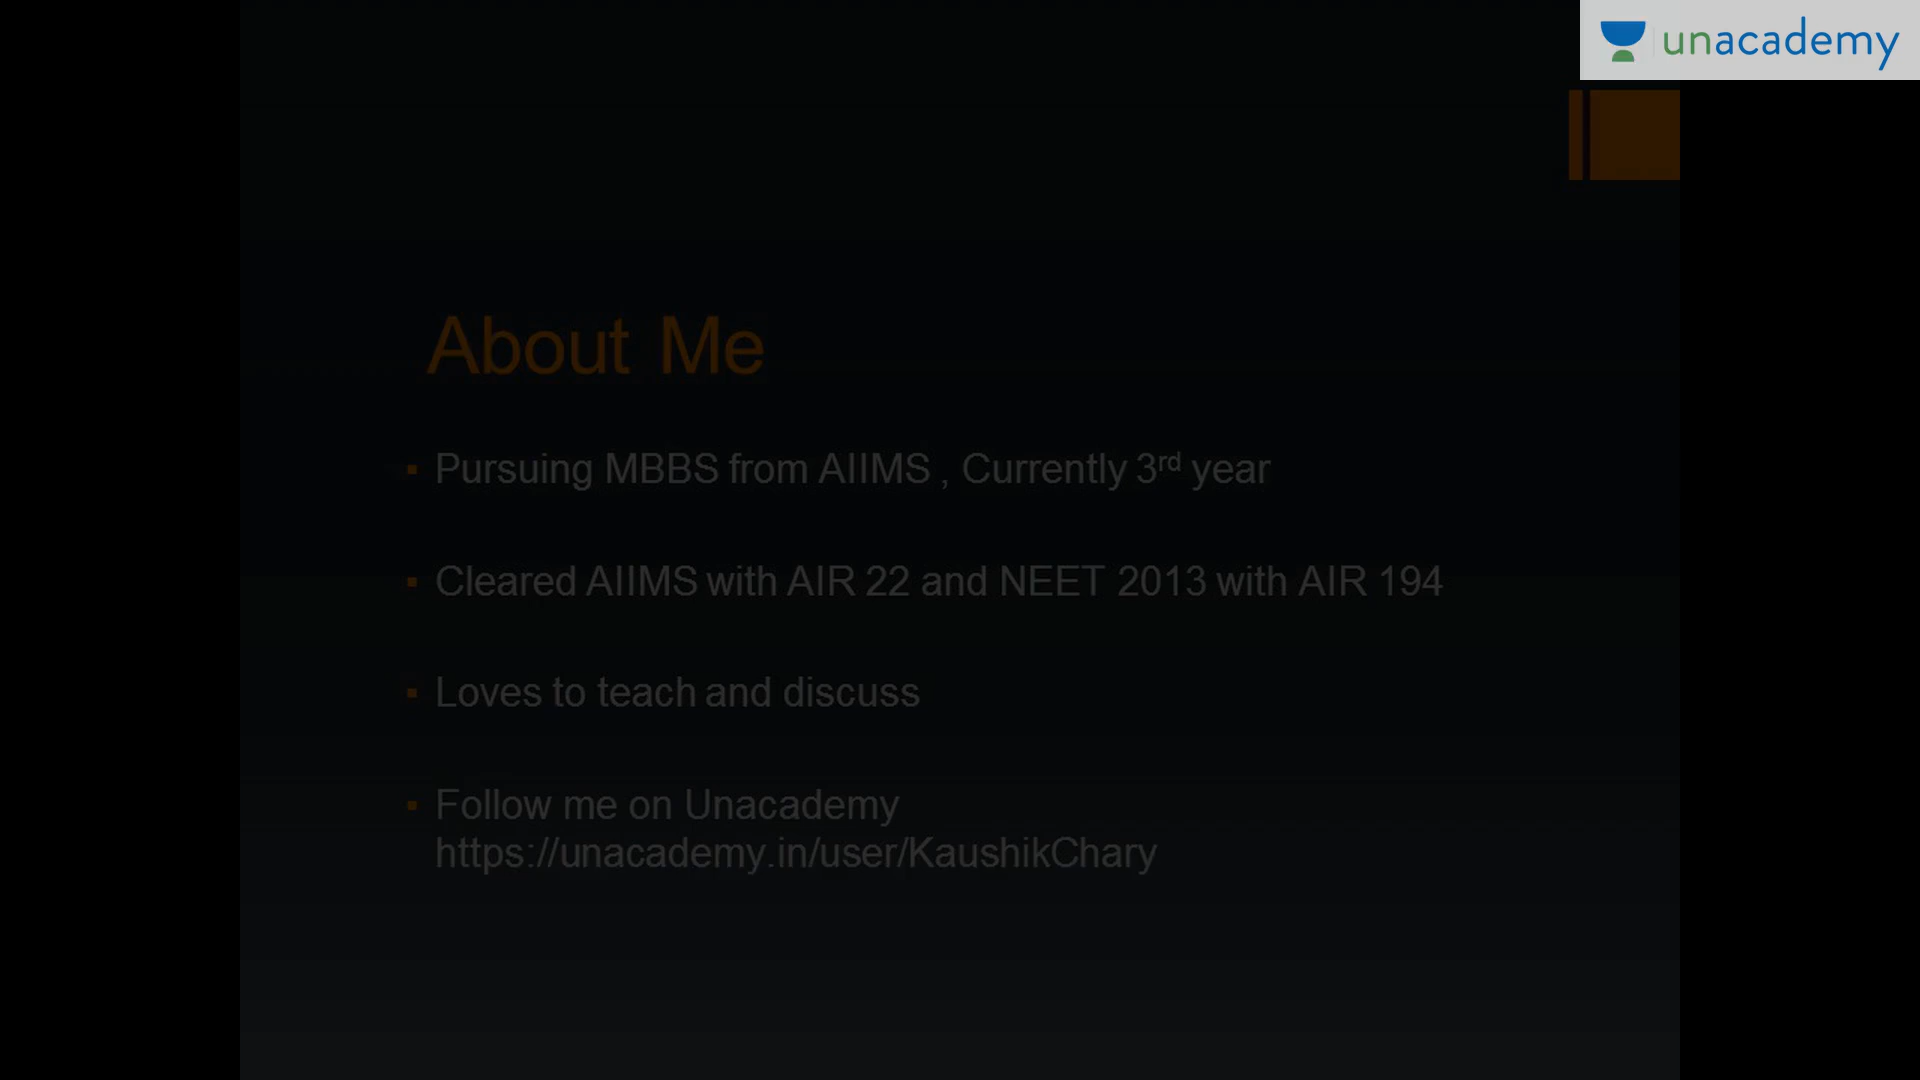 unacademy
About Me
▪ Pursuing MBBS from AIIMS , Currently 3rd year
▪ Cleared AIIMS with AIR 22 and NEET 2013 with AIR 194
▪ Loves to teach and discuss
▪ Follow me on Unacademy
https://unacademy.in/user/KaushikChary